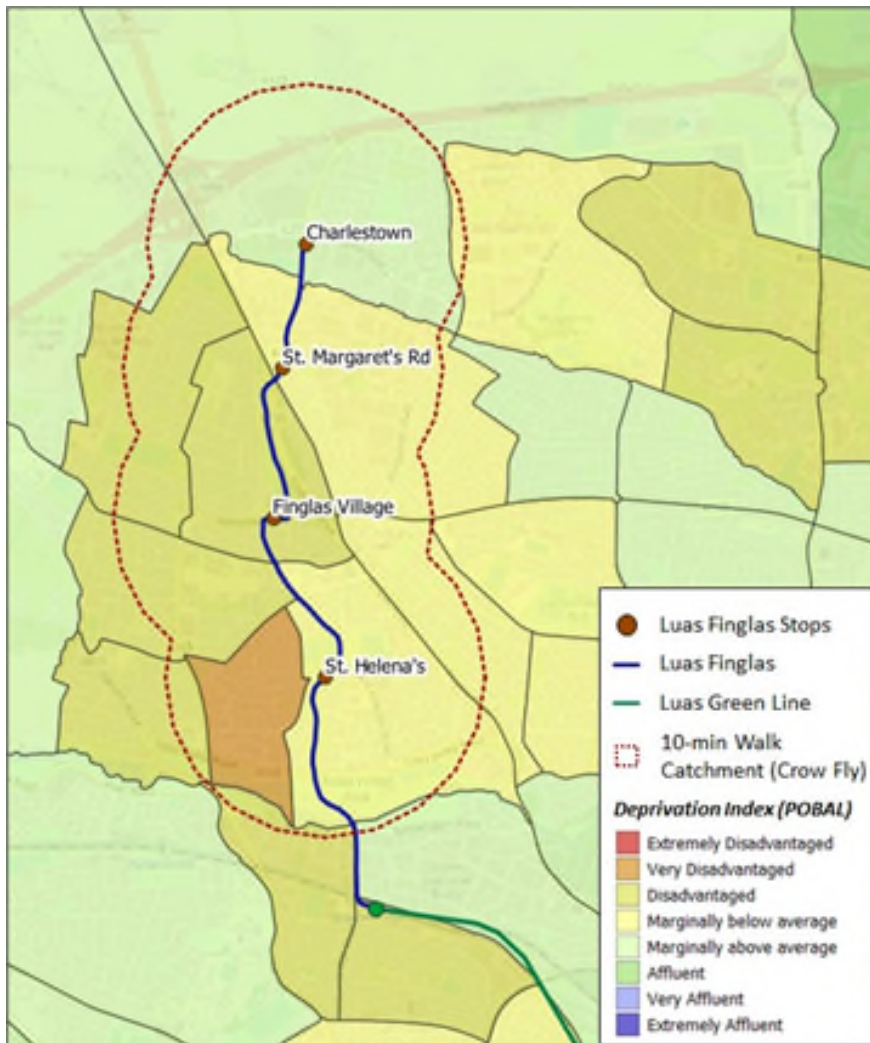 Charlestown
St. Margaret's Rd
Finglas Village
St. Helena's
Luas Finglas Stops
Luas Finglas
Luas Green Line
10-min Walk
Catchment (Crow Fly)
Deprivation Index (POBAL)
Extremely Disadvantaged
Very Disadvantaged
Disadvantaged
Marginally below average
Marginally above average
Affluent
Very Affluent
Extremely Affluent